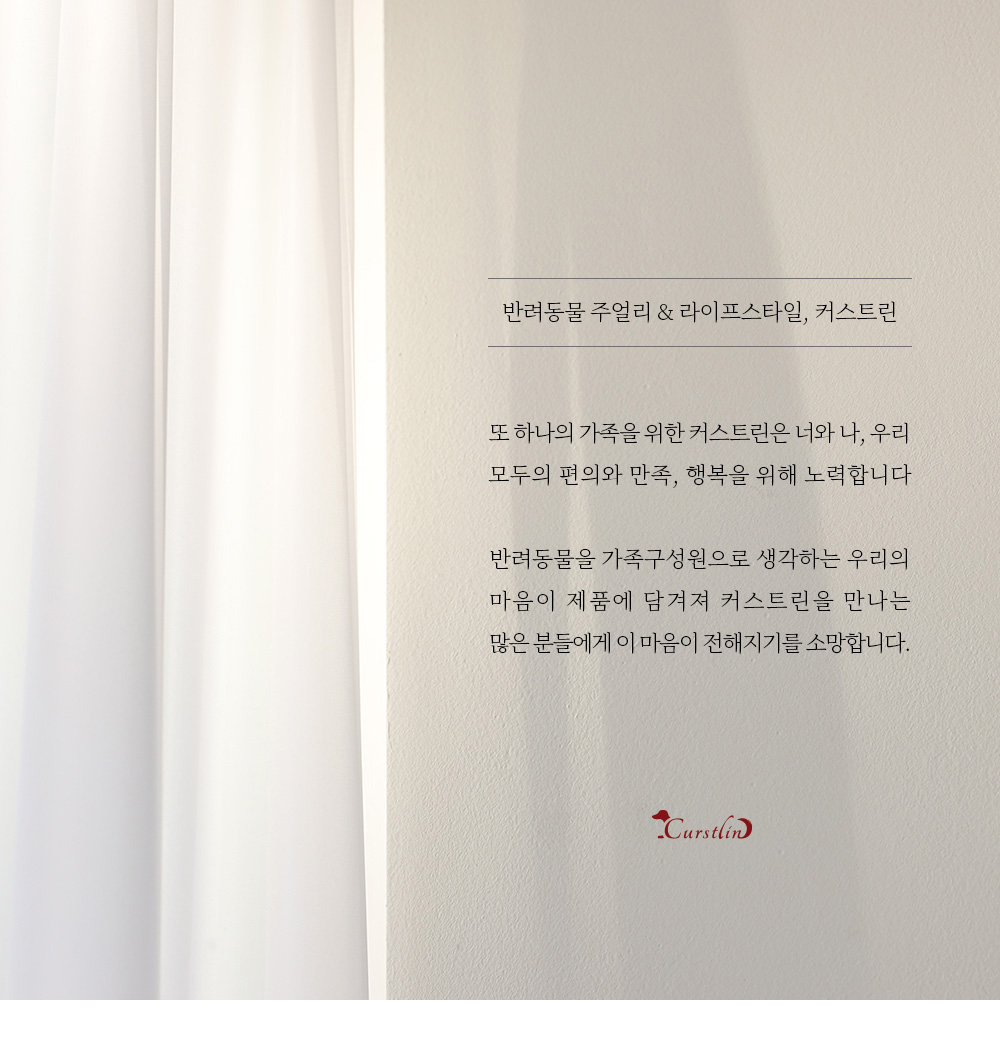 반려동물 주얼리 & 라이프스타일, 커스트린
또 하나의 가족을 위한 커스트린은 너와 나, 우리
모두의 편의와 만족, 행복을 위해 노력합니다
반려동물을 가족구성원으로 생각하는 우리의
마음이 제품에 담겨져 커스트린을 만나는
많은 분들에게 이 마음이 전해지기를 소망합니다.
Curstlin